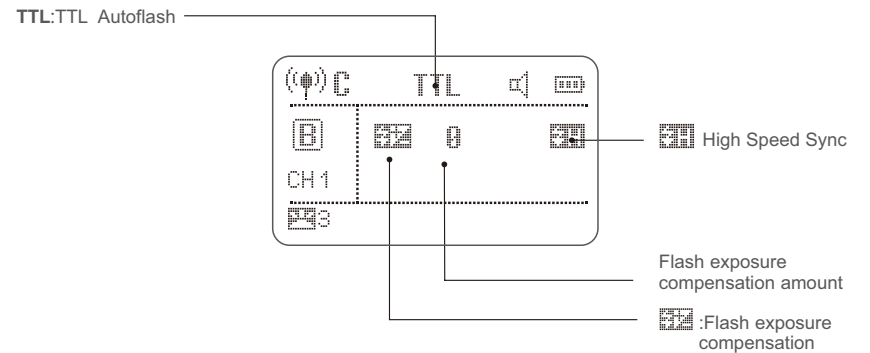 TTL:TTL Autoflash
C TTL
B 0 H
H High Speed Sync
CH 1
3
Flash exposure
compensation amount
:Flash exposure
compensation